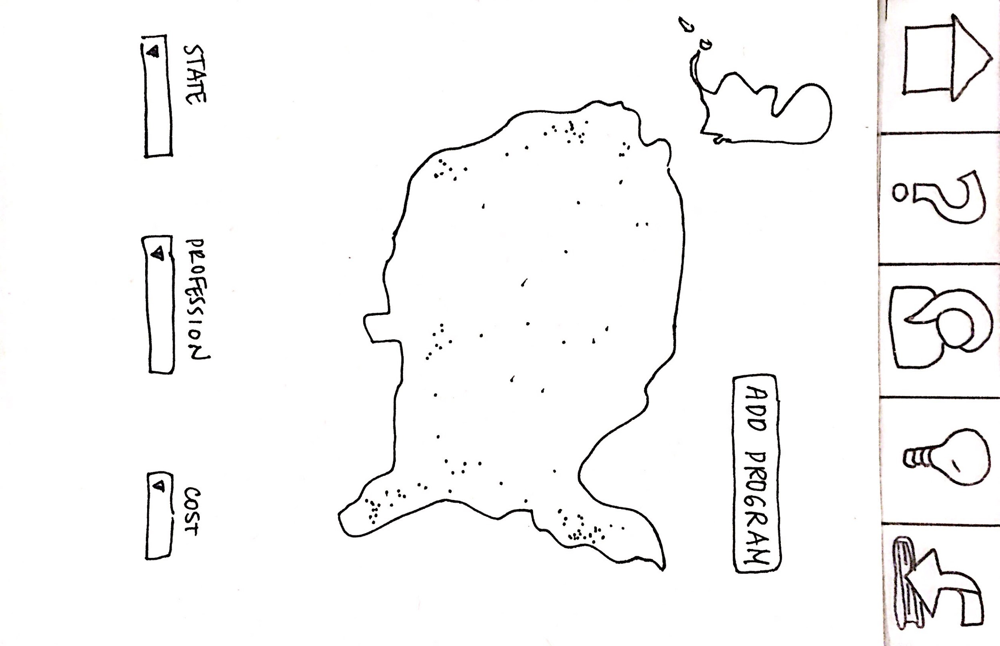 ADD PROGRAM
STATE
PROFESSION
COST